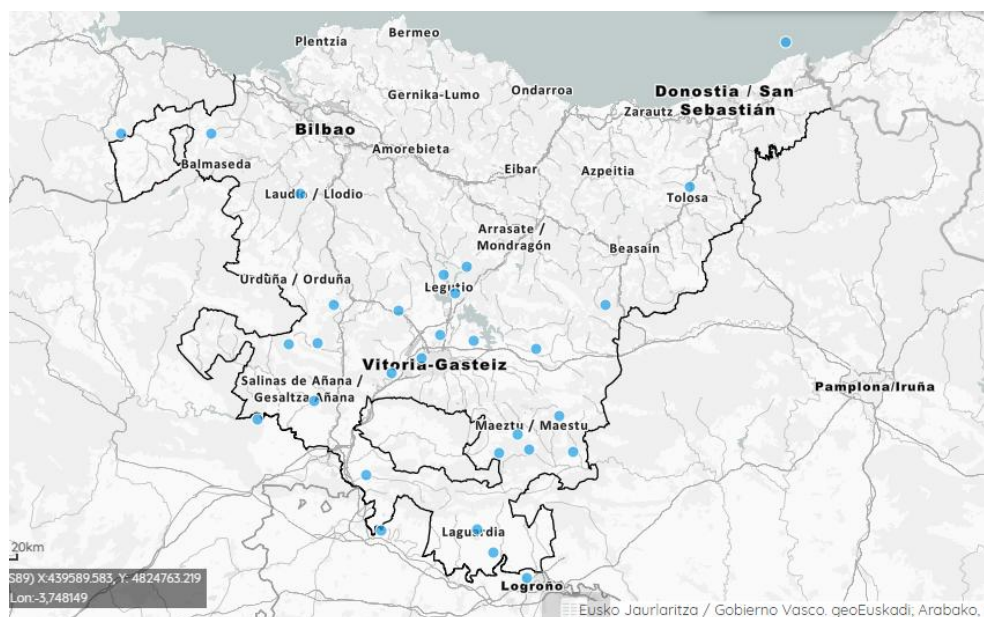 Plentzia
Bermeo
Gernika-Lumo
Ondarroa
Donostia / San
Sebastián
Zarautz
Bilbao
Amorebieta
Balmaseda
Eibar
Azpeitia
Laudio / Llodio
Tolosa
Arrasate /
Mondragón
Beasain
Urduña / Orduña
Legutio
Vitoria-Gasteiz
Salinas de Añana /
Gesaltza Añana
Pamplona/Iruña
Maeztu / Maestu
Laguardia
Logroño
20km
S89) X:439589.583, Y: 4824763.219
Lon:-3,748149
Eusko Jaurlaritza / Gobierno Vasco. geoEuskadi; Arabako,